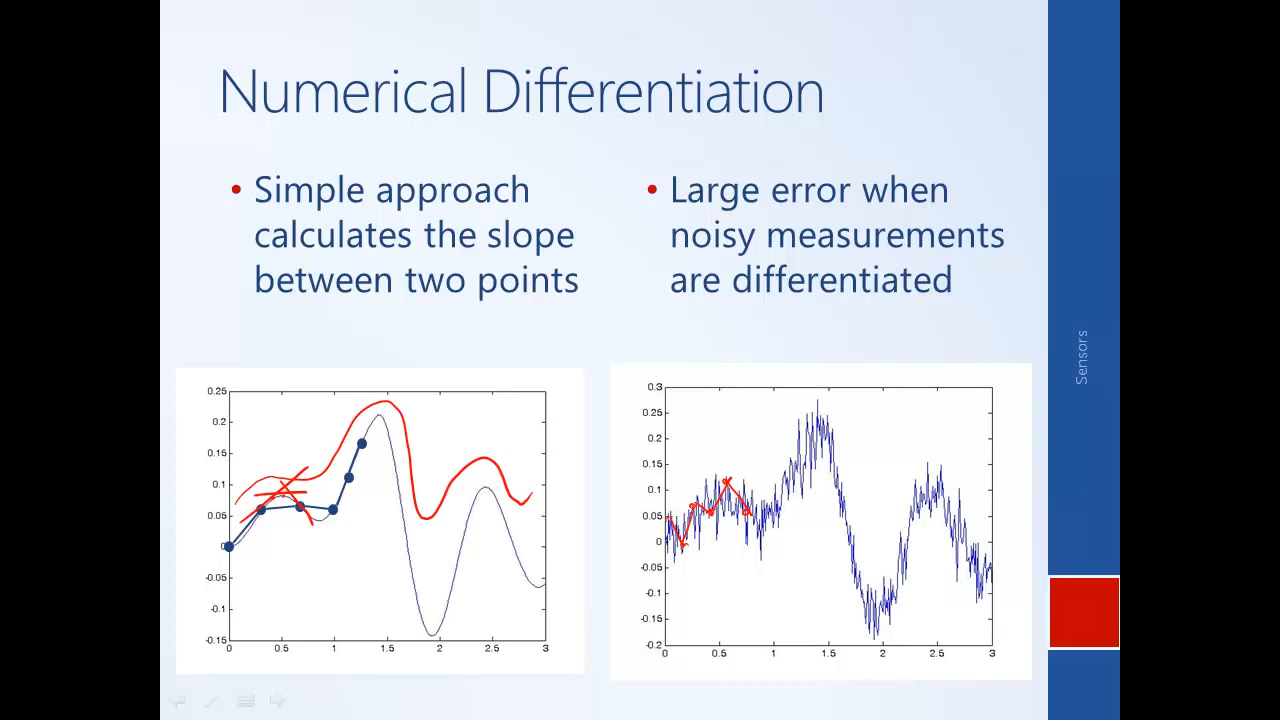 Numerical Differentiation
• Simple approach
calculates the slope
between two points
• Large error when
noisy measurements
are differentiated
Sensors
0.25
0.2
0.15
0.1
0.05
0
-0.05
-0.1
-0.15
0 0.5 1 1.5 2 2.5 3
0.3
0.25
0.2
0.15
0.1
0.05
0
-0.05
-0.1
-0.15
-0.2
0 0.5 1 1.5 2 2.5 3